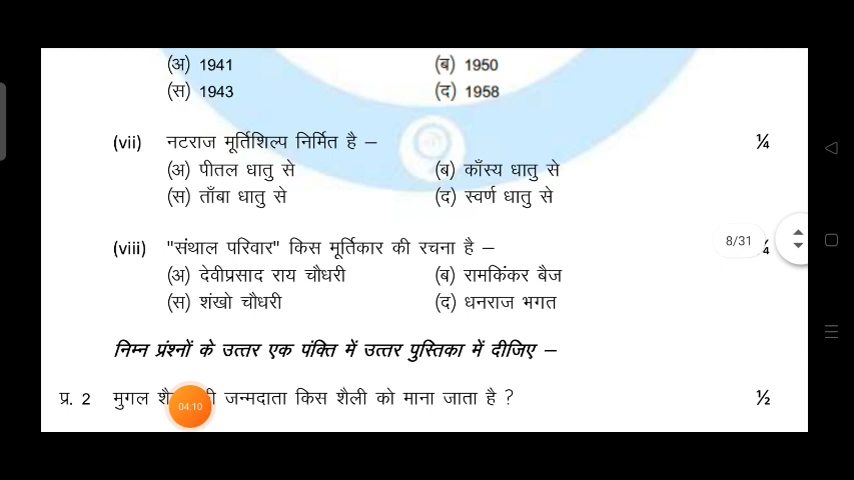 (अ) 1941 (ब) 1950
(स) 1943 (द) 1958
(vii) नटराज मूर्तिशिल्प निर्मित है – ¼
(अ) पीतल धातु से (ब) काँस्य धातु से
(स) ताँबा धातु से (द) स्वर्ण धातु से
(viii) "संथाल परिवार" किस मूर्तिकार की रचना है –
8/31
(अ) देवीप्रसाद राय चौधरी (ब) रामकिंकर बैज
(स) शंखो चौधरी (द) धनराज भगत
निम्न प्रंश्नों के उत्तर एक पंक्ति में उत्तर पुस्तिका में दीजिए –
प्र. 2 मुगल जन्मदाता किस शैली को माना जाता है ? ½
04:10